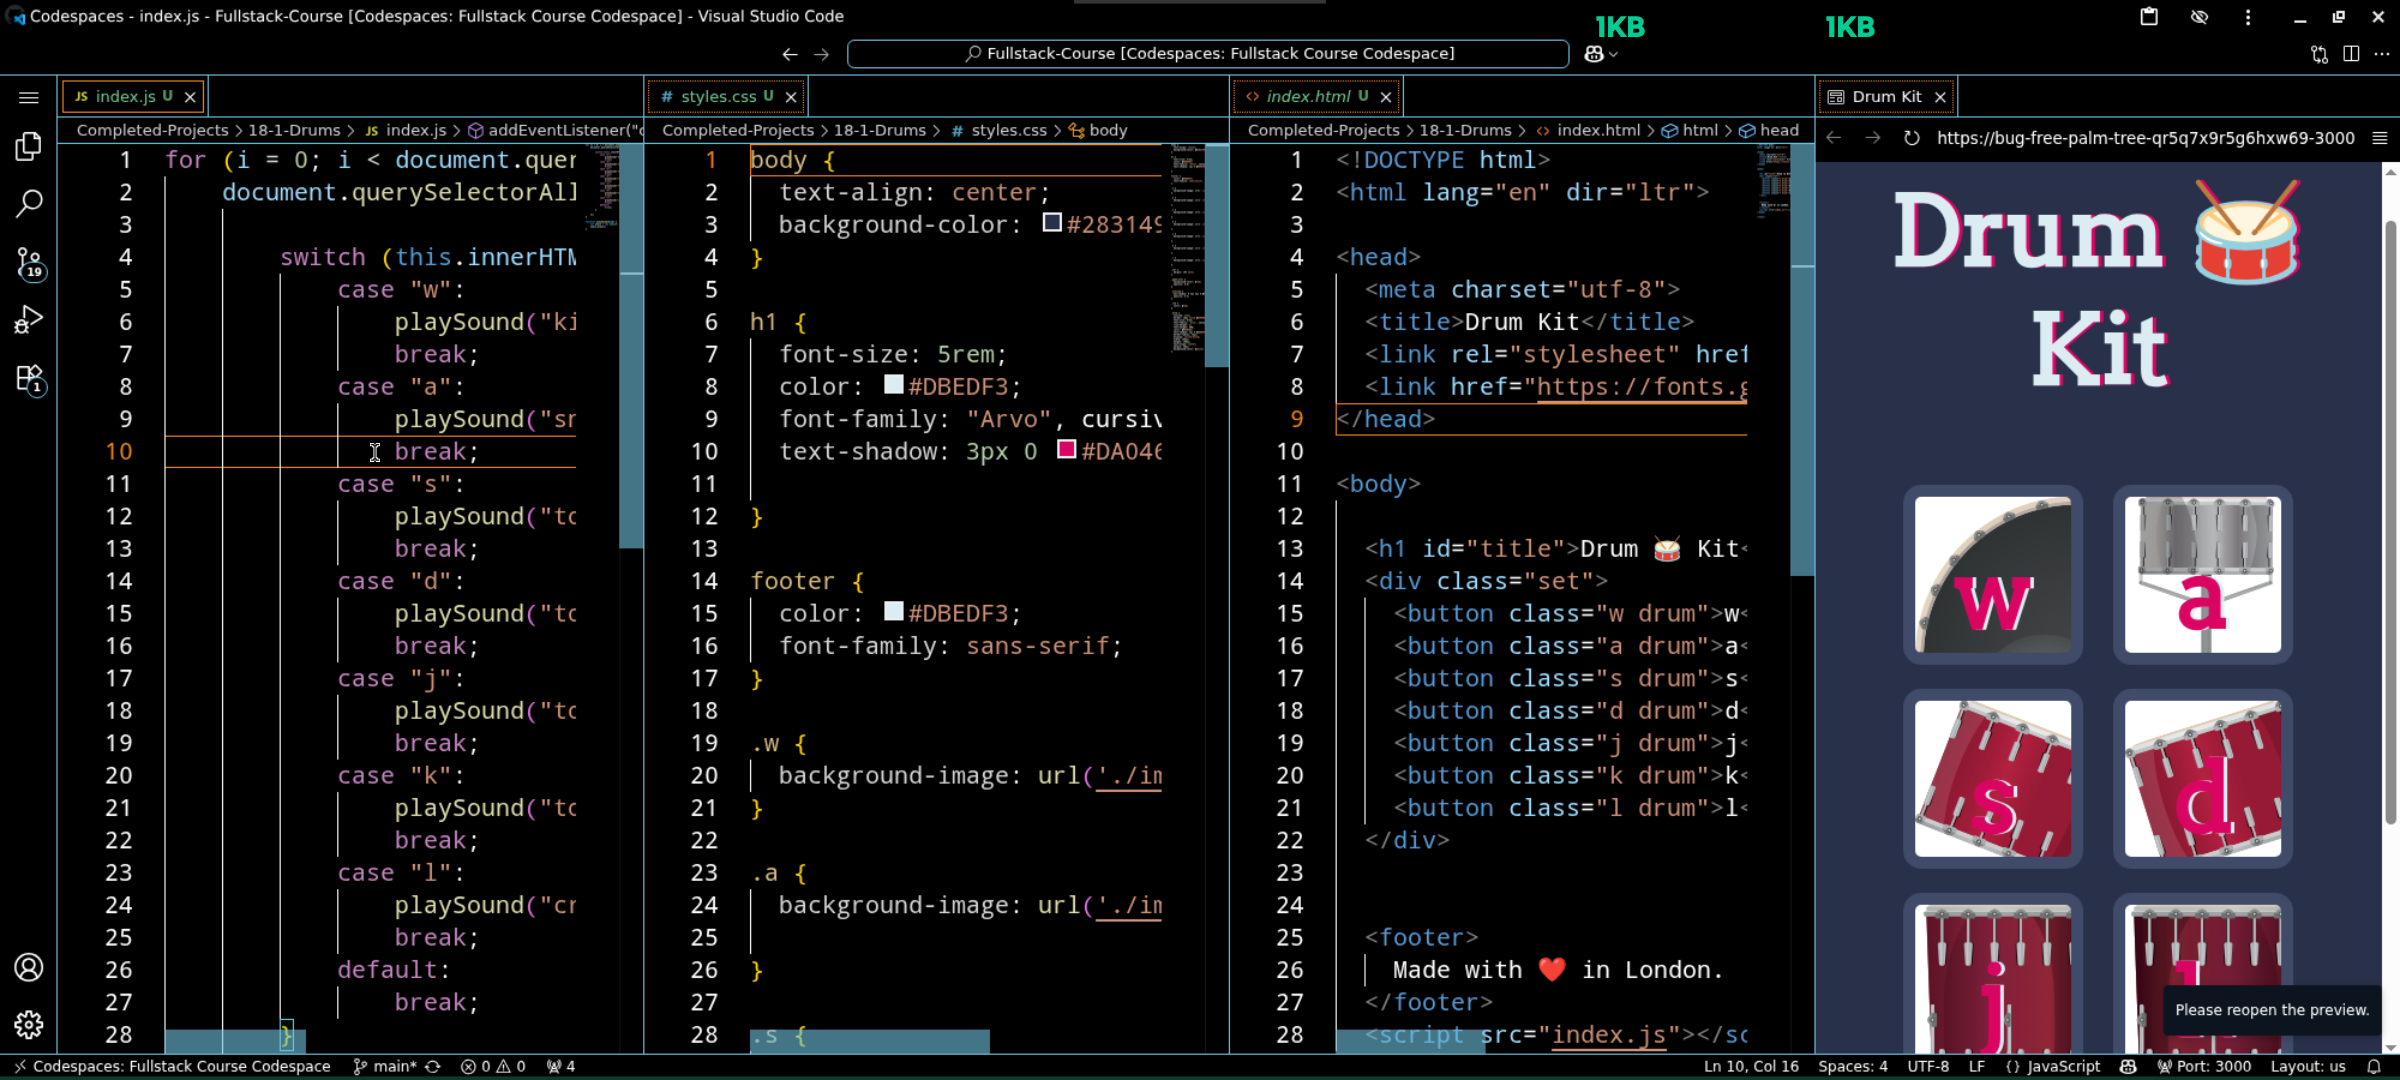 Codespaces - index.js - Fullstack-Course [Codespaces: Fullstack Course Codespace] - Visual Studio Code
1KB
1KB
Fullstack-Course [Codespaces: Fullstack Course Codespace]
JS index.js U
# styles.css U
<> index.html U
Drum Kit
Completed-Projects > 18-1-Drums > JS index.js > addEventListener("c
Completed-Projects > 18-1-Drums > # styles.css > body
Completed-Projects > 18-1-Drums > <> index.html > html > head
https://bug-free-palm-tree-qr5q7x9r5g6hxw69-3000
19
1
1 for (i = 0; i < document.quer
2 document.querySelectorAll
3
4 switch (this.innerHTM
5 case "w":
6 playSound("ki
7 break;
8 case "a":
9 playSound("sn
10 break;
11 case "s":
12 playSound("to
13 break;
14 case "d":
15 playSound("to
16 break;
17 case "j":
18 playSound("to
19 break;
20 case "k":
21 playSound("to
22 break;
23 case "l":
24 playSound("cr
25 break;
26 default:
27 break;
28 }
1 body {
2 text-align: center;
3 background-color: #283149
4 }
5
6 h1 {
7 font-size: 5rem;
8 color: #DBEDF3;
9 font-family: "Arvo", cursiv
10 text-shadow: 3px 0 #DA046
11
12 }
13
14 footer {
15 color: #DBEDF3;
16 font-family: sans-serif;
17 }
18
19 .w {
20 background-image: url('./im
21 }
22
23 .a {
24 background-image: url('./im
25
26 }
27
28 .s {
1 <!DOCTYPE html>
2 <html lang="en" dir="ltr">
3
4 <head>
5 <meta charset="utf-8">
6 <title>Drum Kit</title>
7 <link rel="stylesheet" href
8 <link href="https://fonts.g
9 </head>
10
11 <body>
12
13 <h1 id="title">Drum 🥁 Kit<
14 <div class="set">
15 <button class="w drum">w<
16 <button class="a drum">a<
17 <button class="s drum">s<
18 <button class="d drum">d<
19 <button class="j drum">j<
20 <button class="k drum">k<
21 <button class="l drum">l<
22 </div>
23
24
25 <footer>
26 Made with ❤️ in London.
27 </footer>
28 <script src="index.js"></sc
Drum 🥁
Kit
w
a
s
d
j
Please reopen the preview.
Codespaces: Fullstack Course Codespace
main*
0
0
4
Ln 10, Col 16
Spaces: 4
UTF-8
LF
{} JavaScript
Port: 3000
Layout: us